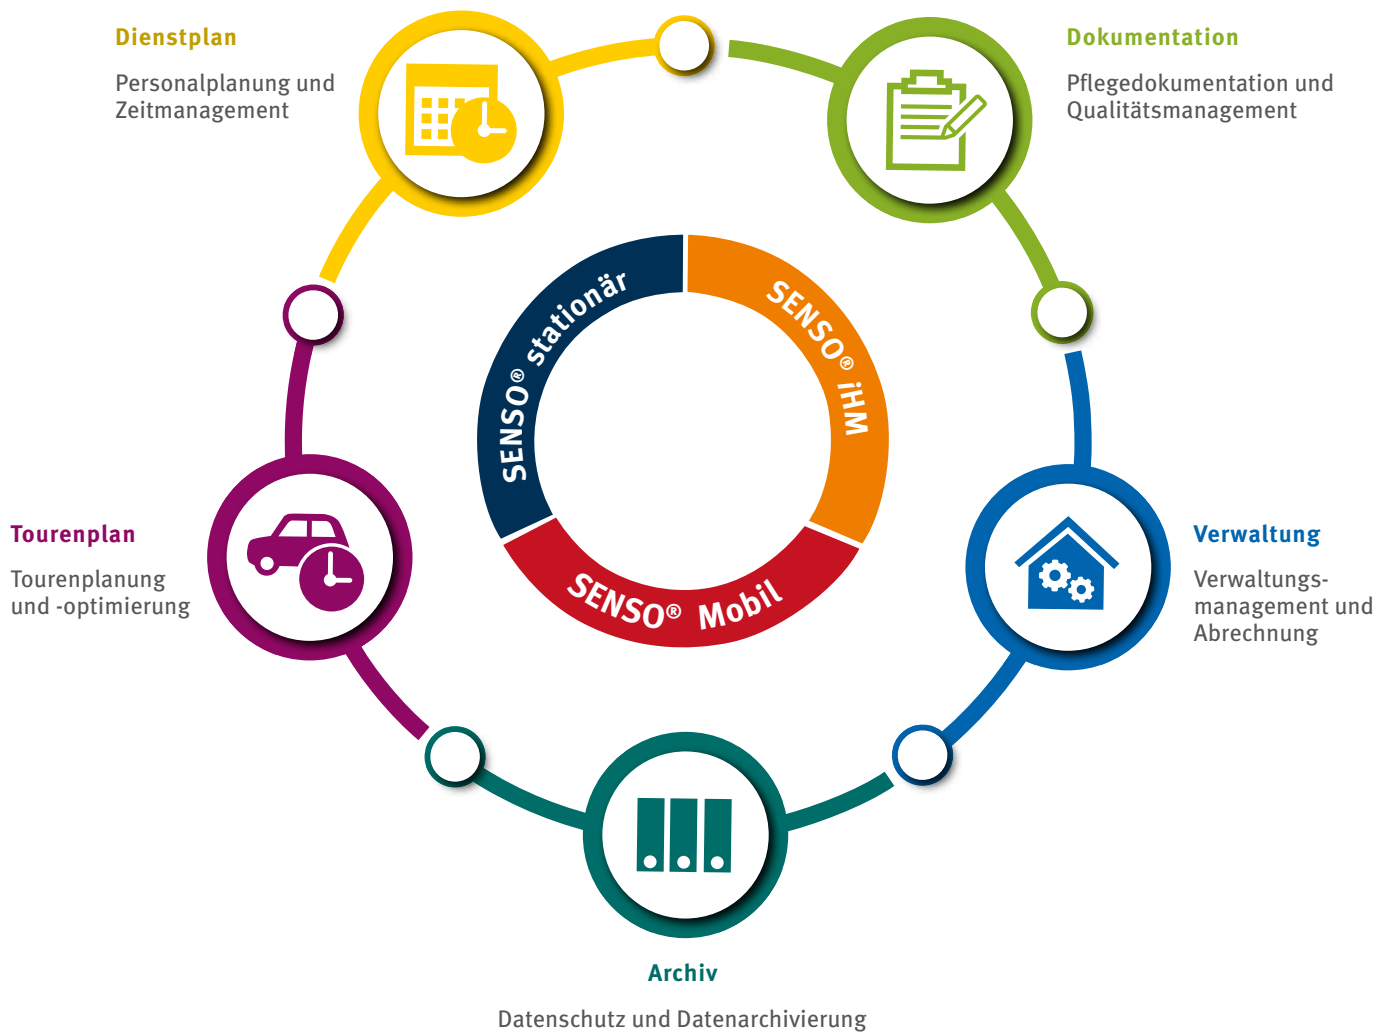 Dienstplan
Personalplanung und
Zeitmanagement
Dokumentation
Pflegedokumentation und
Qualitätsmanagement
SENSO® stationär
SENSO® iHM
SENSO® Mobil
Tourenplan
Tourenplanung
und -optimierung
Verwaltung
Verwaltungs-
management und
Abrechnung
Archiv
Datenschutz und Datenarchivierung